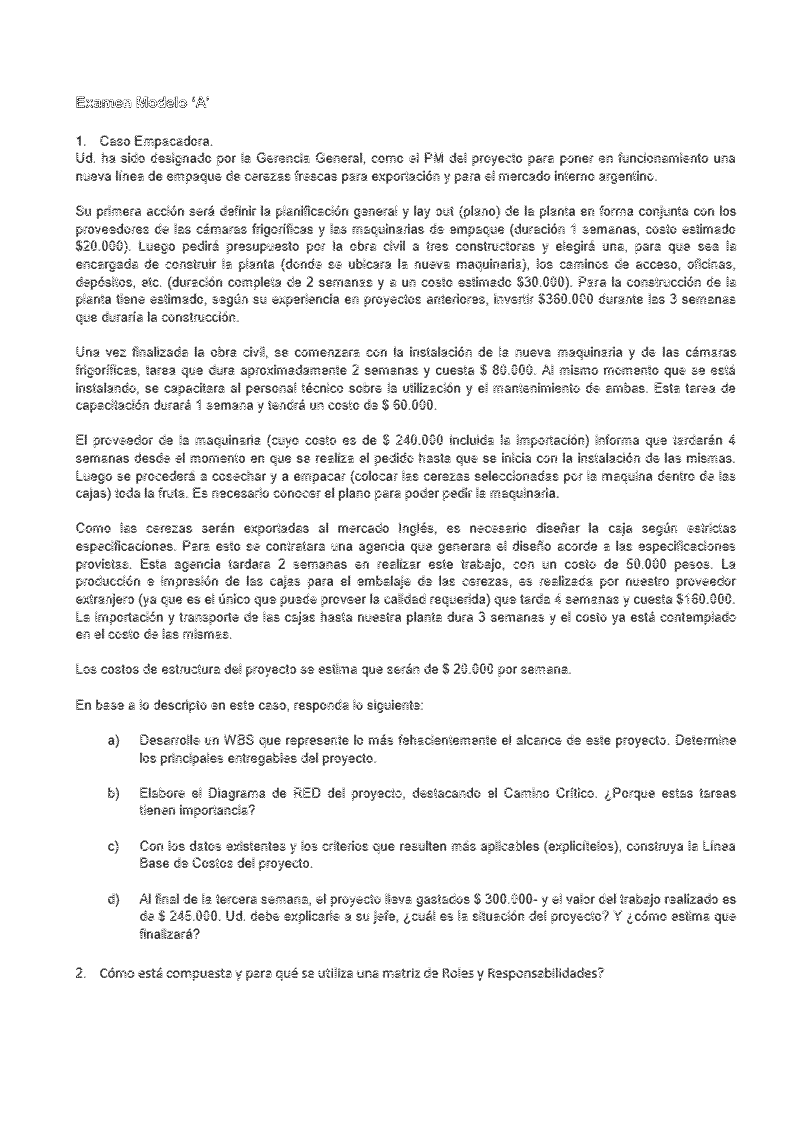 Examen Modelo ‘A’
1. Caso Empacadora.
Ud. ha sido designado por la Gerencia General, como el PM del proyecto para poner en funcionamiento una
nueva línea de empaque de cerezas frescas para exportación y para el mercado interno argentino.
Su primera acción será definir la planificación general y lay out (plano) de la planta en forma conjunta con los
proveedores de las cámaras frigoríficas y las maquinarias de empaque (duración 1 semanas, costo estimado
$20.000). Luego pedirá presupuesto por la obra civil a tres constructoras y elegirá una, para que sea la
encargada de construir la planta (donde se ubicara la nueva maquinaria), los caminos de acceso, oficinas,
depósitos, etc. (duración completa de 2 semanas y a un costo estimado $30.000). Para la construcción de la
planta tiene estimado, según su experiencia en proyectos anteriores, invertir $360.000 durante las 3 semanas
que duraría la construcción.
Una vez finalizada la obra civil, se comenzara con la instalación de la nueva maquinaria y de las cámaras
frigoríficas, tarea que dura aproximadamente 2 semanas y cuesta $ 80.000. Al mismo momento que se está
instalando, se capacitara al personal técnico sobre la utilización y el mantenimiento de ambas. Esta tarea de
capacitación durará 1 semana y tendrá un costo de $ 60.000.
El proveedor de la maquinaria (cuyo costo es de $ 240.000 incluida la importación) informa que tardarán 4
semanas desde el momento en que se realiza el pedido hasta que se inicia con la instalación de las mismas.
Luego se procederá a cosechar y a empacar (colocar las cerezas seleccionadas por la maquina dentro de las
cajas) toda la fruta. Es necesario conocer el plano para poder pedir la maquinaria.
Como las cerezas serán exportadas al mercado Inglés, es necesario diseñar la caja según estrictas
especificaciones. Para esto se contratara una agencia que generara el diseño acorde a las especificaciones
provistas. Esta agencia tardara 2 semanas en realizar este trabajo, con un costo de 50.000 pesos. La
producción e impresión de las cajas para el embalaje de las cerezas, es realizada por nuestro proveedor
extranjero (ya que es el único que puede proveer la calidad requerida) que tarda 4 semanas y cuesta $160.000.
La importación y transporte de las cajas hasta nuestra planta dura 3 semanas y el costo ya está contemplado
en el costo de las mismas.
Los costos de estructura del proyecto se estima que serán de $ 20.000 por semana.
En base a lo descripto en este caso, responda lo siguiente:
a) Desarrolle un WBS que represente lo más fehacientemente el alcance de este proyecto. Determine
los principales entregables del proyecto.
b) Elabore el Diagrama de RED del proyecto, destacando el Camino Crítico. ¿Porque estas tareas
tienen importancia?
c) Con los datos existentes y los criterios que resulten más aplicables (explicítelos), construya la Línea
Base de Costos del proyecto.
d) Al final de la tercera semana, el proyecto lleva gastados $ 300.000- y el valor del trabajo realizado es
de $ 245.000. Ud. debe explicarle a su jefe, ¿cuál es la situación del proyecto? Y ¿cómo estima que
finalizará?
2. Cómo está compuesta y para qué se utiliza una matriz de Roles y Responsabilidades?